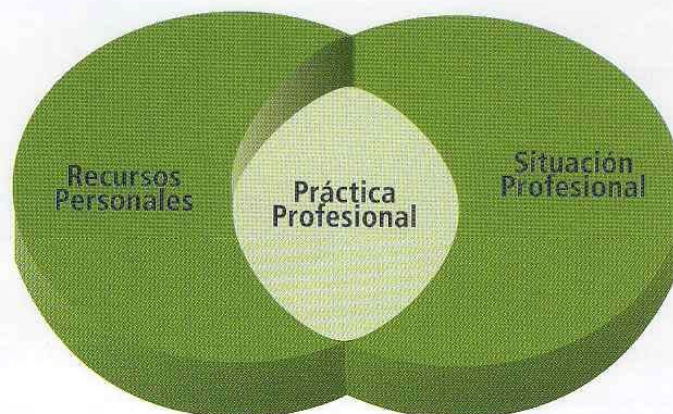 Recursos
Personales
Práctica
Profesional
Situación
Profesional